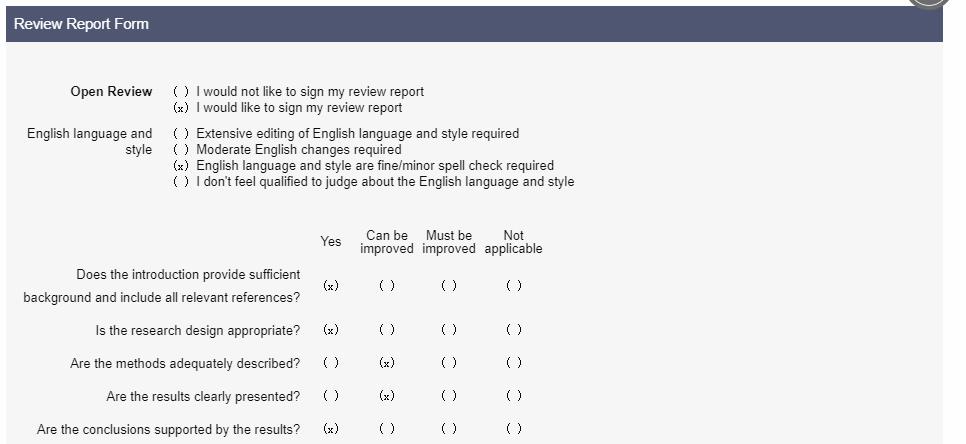 Review Report Form
Open Review ( ) I would not like to sign my review report
(x) I would like to sign my review report
English language and style ( ) Extensive editing of English language and style required
( ) Moderate English changes required
(x) English language and style are fine/minor spell check required
( ) I don't feel qualified to judge about the English language and style
Yes Can be improved Must be improved Not applicable
Does the introduction provide sufficient
background and include all relevant references? (x) ( ) ( ) ( )
Is the research design appropriate? (x) ( ) ( ) ( )
Are the methods adequately described? ( ) (x) ( ) ( )
Are the results clearly presented? ( ) (x) ( ) ( )
Are the conclusions supported by the results? (x) ( ) ( ) ( )